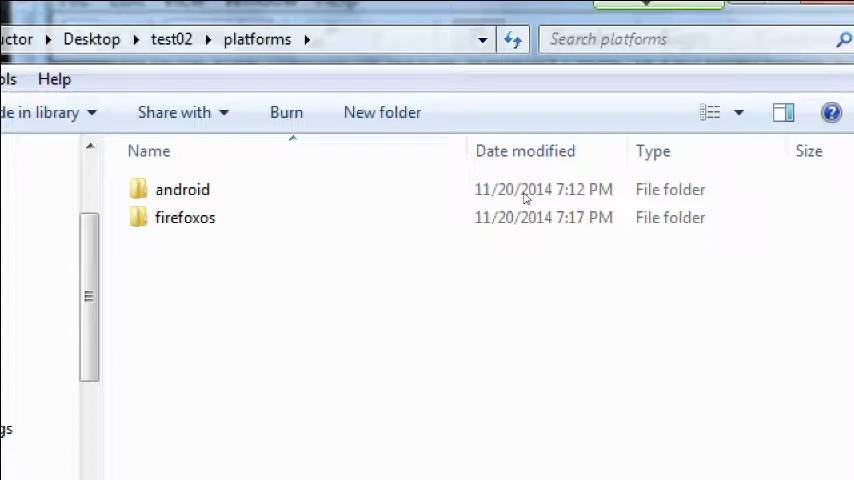 uctor Desktop test02 platforms Search platforms
ols Help
de in library Share with Burn New folder
Name Date modified Type Size
android 11/20/2014 7:12 PM File folder
firefoxos 11/20/2014 7:17 PM File folder
gs